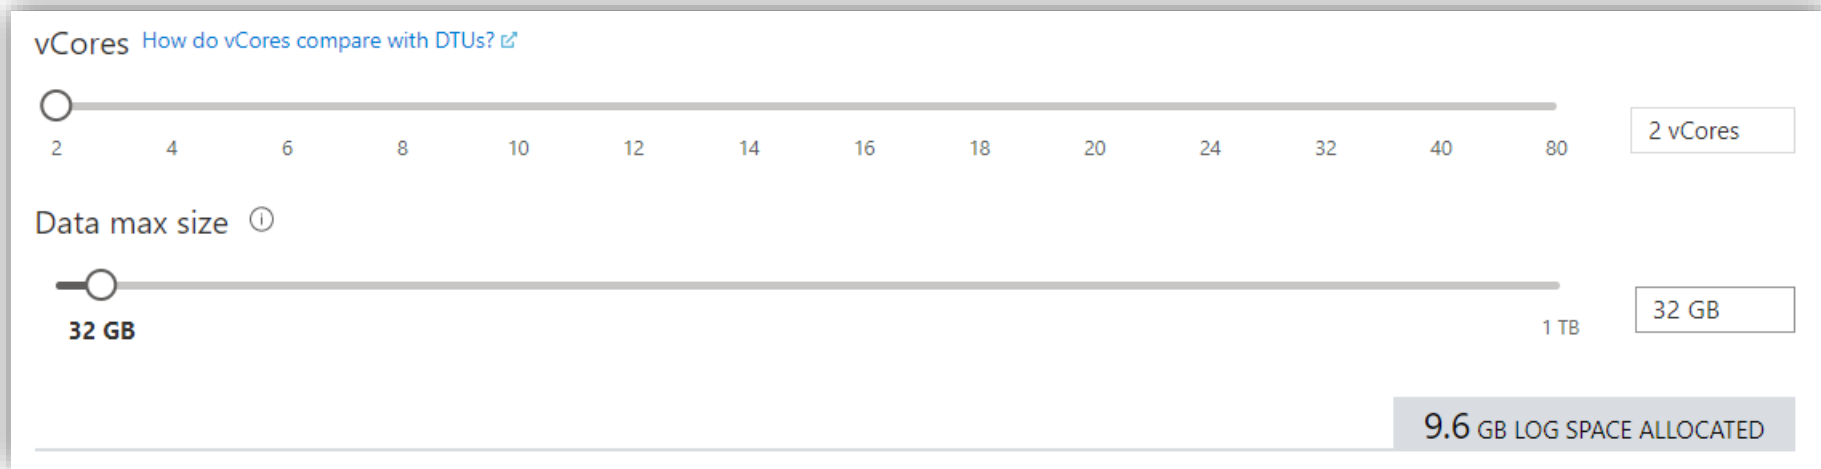 vCores How do vCores compare with DTUs?
2 4 6 8 10 12 14 16 18 20 24 32 40 80
2 vCores
Data max size
32 GB
1 TB
32 GB
9.6 GB LOG SPACE ALLOCATED